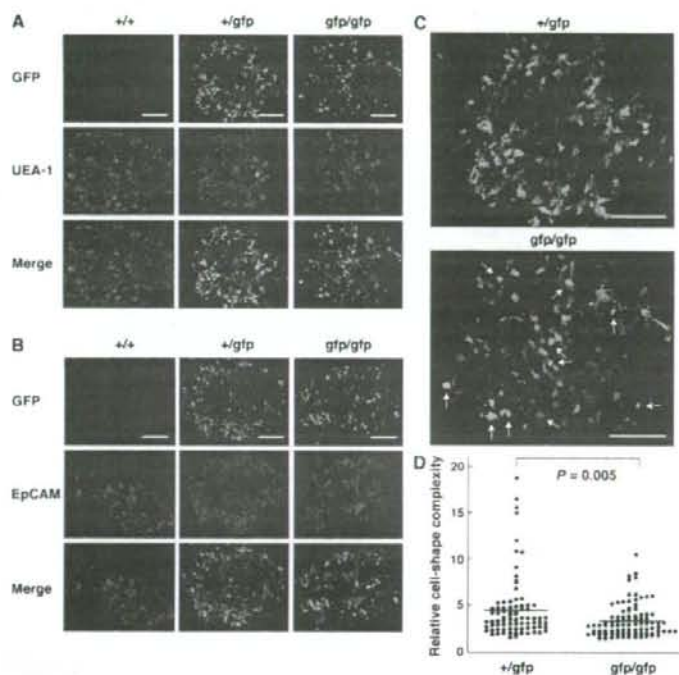 A
+/+ +/gfp gfp/gfp
GFP
UEA-1
Merge
B
+/+ +/gfp gfp/gfp
GFP
EpCAM
Merge
C
+/gfp
gfp/gfp
D
Relative cell-shape complexity
20
15
10
5
0
P = 0.005
+/gfp gfp/gfp